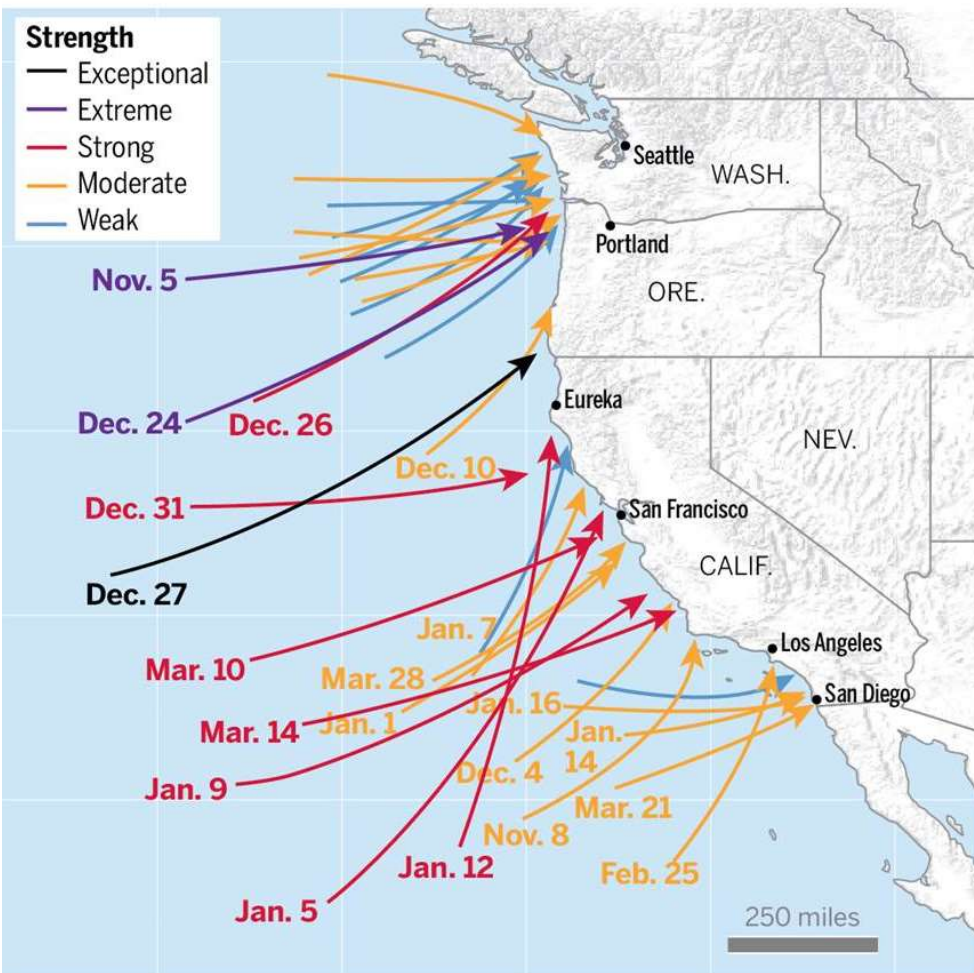 Strength
Exceptional
Extreme
Strong
Moderate
Weak
Seattle
WASH.
Portland
Nov. 5
ORE.
Eureka
Dec. 24
Dec. 26
NEV.
Dec. 10
Dec. 31
San Francisco
CALIF.
Dec. 27
Jan. 7
Los Angeles
Mar. 10
Mar. 28
San Diego
Jan. 16
Jan. 1
Mar. 14
Jan.
14
Dec. 4
Jan. 9
Mar. 21
Nov. 8
Jan. 12
Feb. 25
Jan. 5
250 miles